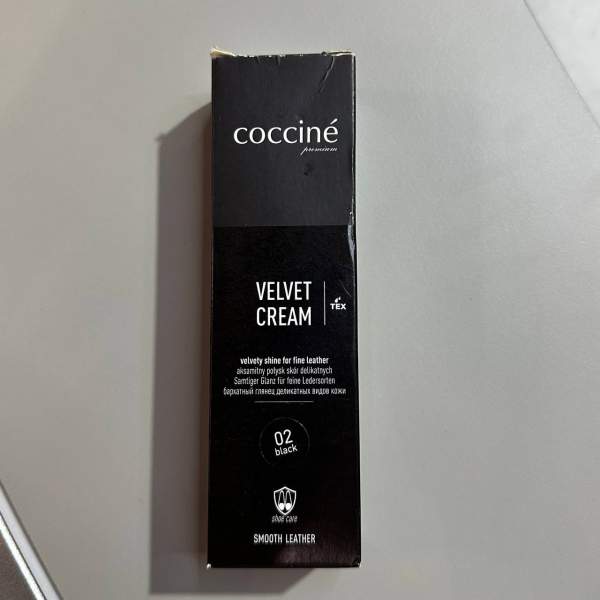 cocciné
premium
VELVET
CREAM
TEX
velvety shine for fine leather
aksamitny połysk skór delikatnych
Samtiger Glanz für feine Ledersorten
бархатный глянец деликатных видов кожи
02
black
shoe care
SMOOTH LEATHER